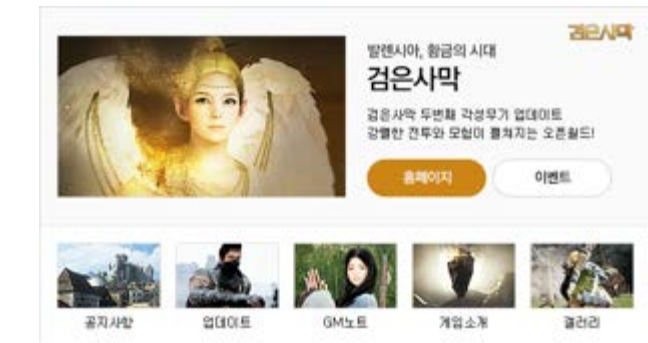 검은사막
발렌시아, 황금의 시대
검은사막
검은사막 두번째 각성무기 업데이트
강렬한 전투와 모험이 펼쳐지는 오픈월드!
홈페이지
이벤트
공지사항
업데이트
GM노트
게임소개
갤러리